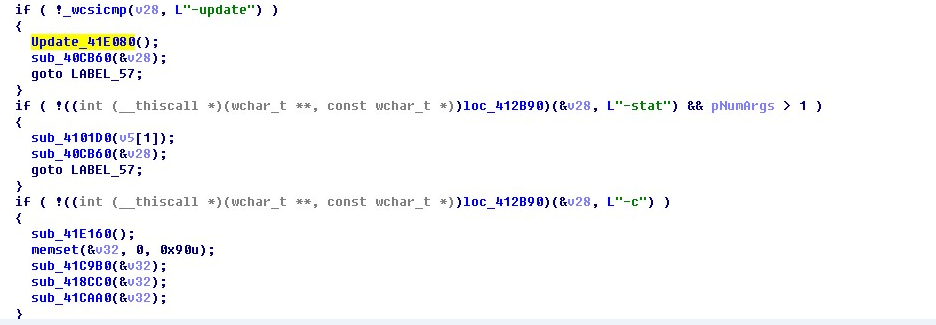 if ( !_wcsicmp(v28, L"-update") )
{
Update_41E080();
sub_40CB60(&v28);
goto LABEL_57;
}
if ( !((int (__thiscall *)(wchar_t **, const wchar_t *))loc_412B90)(&v28, L"-stat") && pNumArgs > 1 )
{
sub_4101D0(v5[1]);
sub_40CB60(&v28);
goto LABEL_57;
}
if ( !((int (__thiscall *)(wchar_t **, const wchar_t *))loc_412B90)(&v28, L"-c") )
{
sub_41E160();
memset(&v32, 0, 0x90u);
sub_41C9B0(&v32);
sub_418CC0(&v32);
sub_41CAA0(&v32);
}